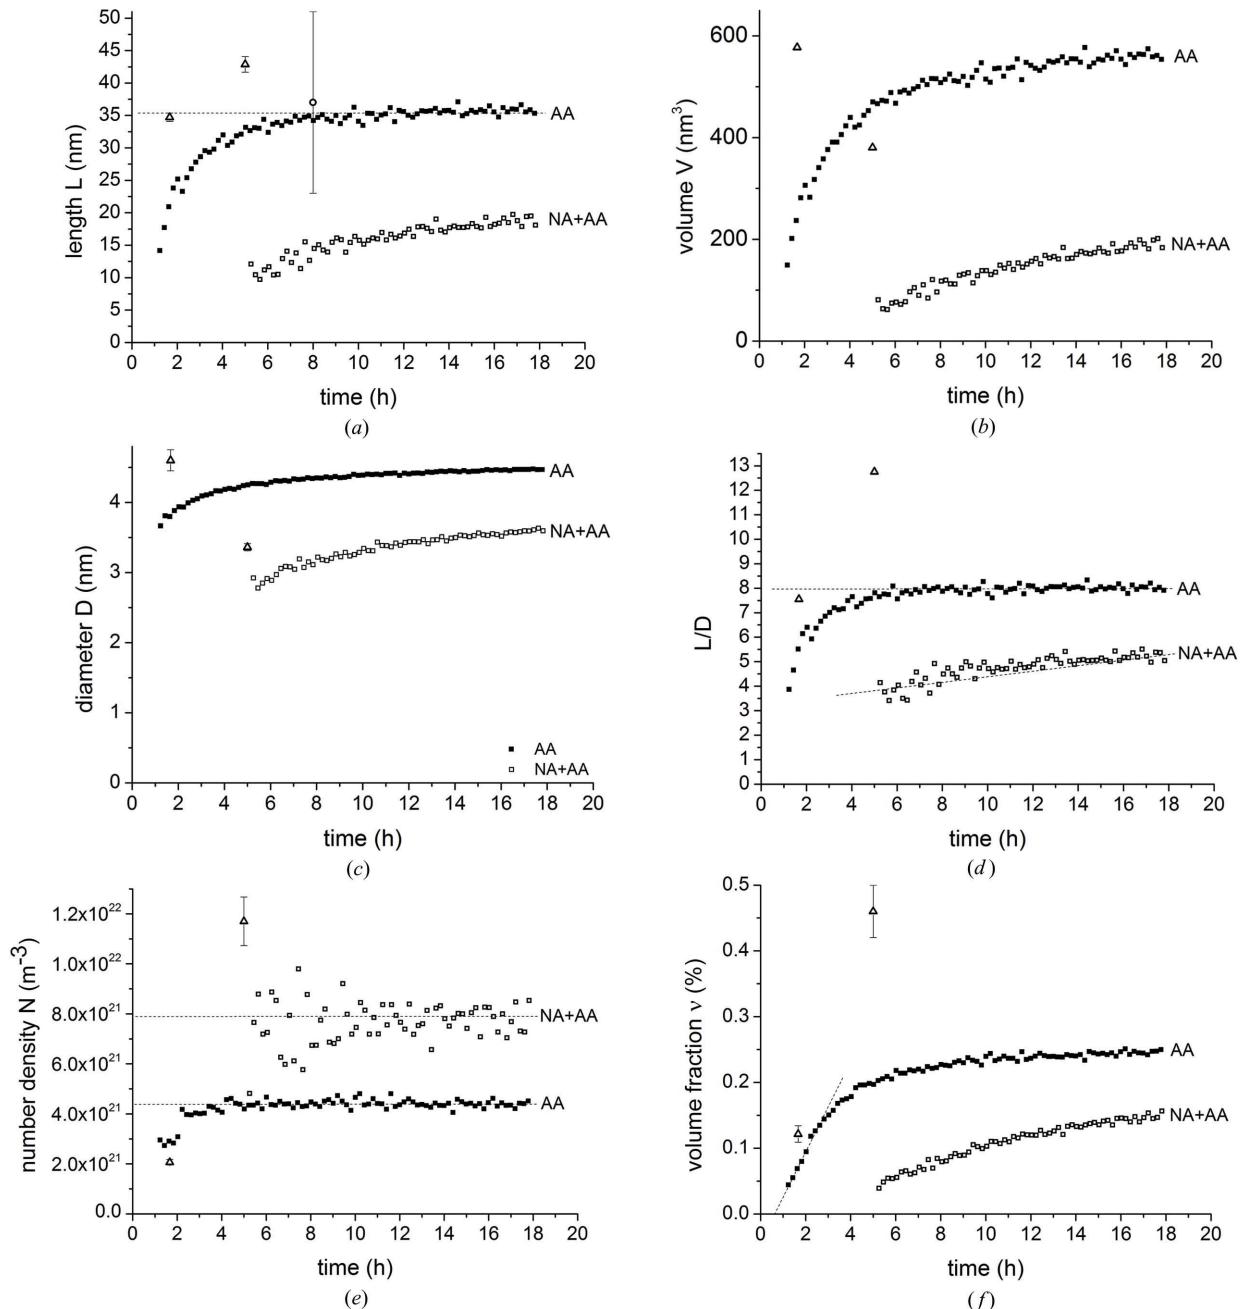 length L (nm)
50
45
40
35
30
25
20
15
10
5
0
AA
NA+AA
0 2 4 6 8 10 12 14 16 18 20
time (h)
(a)
volume V (nm³)
600
400
200
0
AA
NA+AA
0 2 4 6 8 10 12 14 16 18 20
time (h)
(b)
diameter D (nm)
4
3
2
1
0
AA
NA+AA
AA
NA+AA
0 2 4 6 8 10 12 14 16 18 20
time (h)
(c)
L/D
13
12
11
10
9
8
7
6
5
4
3
2
1
0
AA
NA+AA
0 2 4 6 8 10 12 14 16 18 20
time (h)
(d)
number density N (m⁻³)
1.2x10²²
1.0x10²²
8.0x10²¹
6.0x10²¹
4.0x10²¹
2.0x10²¹
0.0
NA+AA
AA
0 2 4 6 8 10 12 14 16 18 20
time (h)
(e)
volume fraction ν (%)
0.5
0.4
0.3
0.2
0.1
0.0
AA
NA+AA
0 2 4 6 8 10 12 14 16 18 20
time (h)
(f)